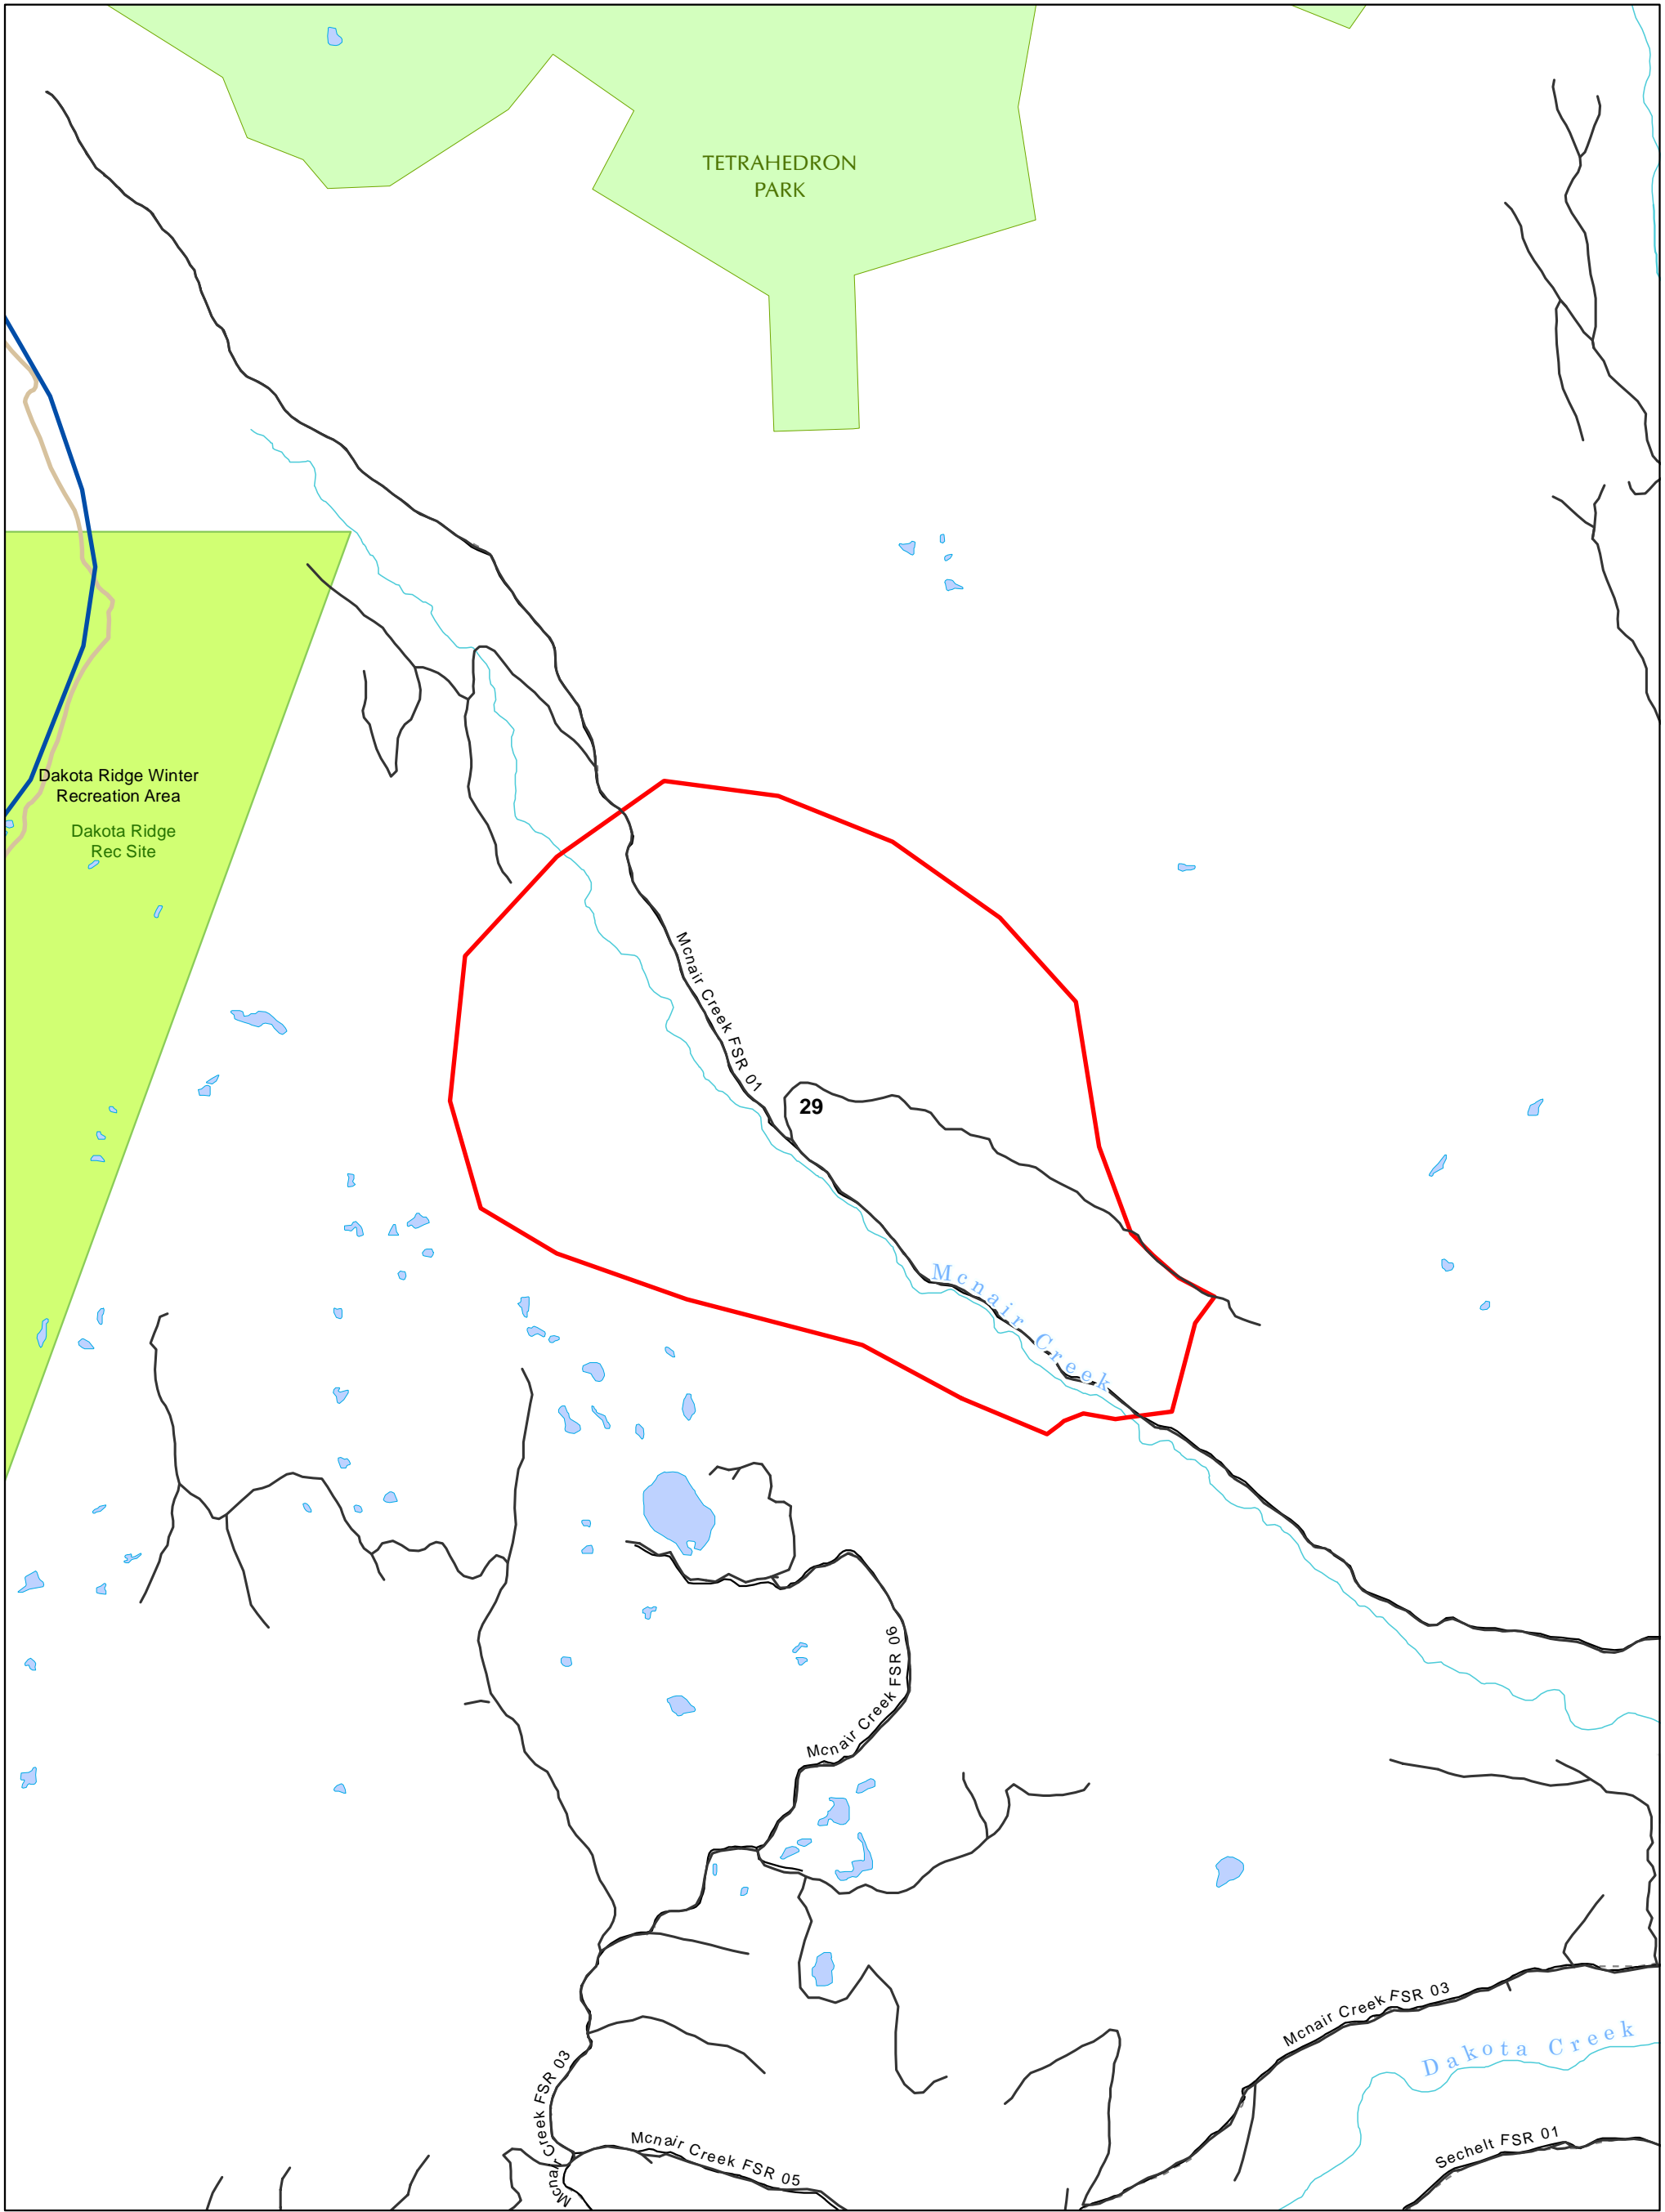 TETRAHEDRON
PARK
Dakota Ridge Winter
Recreation Area
Dakota Ridge
Rec Site
Mcnair Creek FSR 01
29
Mcnair Creek
Mcnair Creek FSR 06
Mcnair Creek FSR 03
Dakota Creek
Mcnair Creek FSR 03
Mcnair Creek FSR 05
Sechelt FSR 01
Mcnair